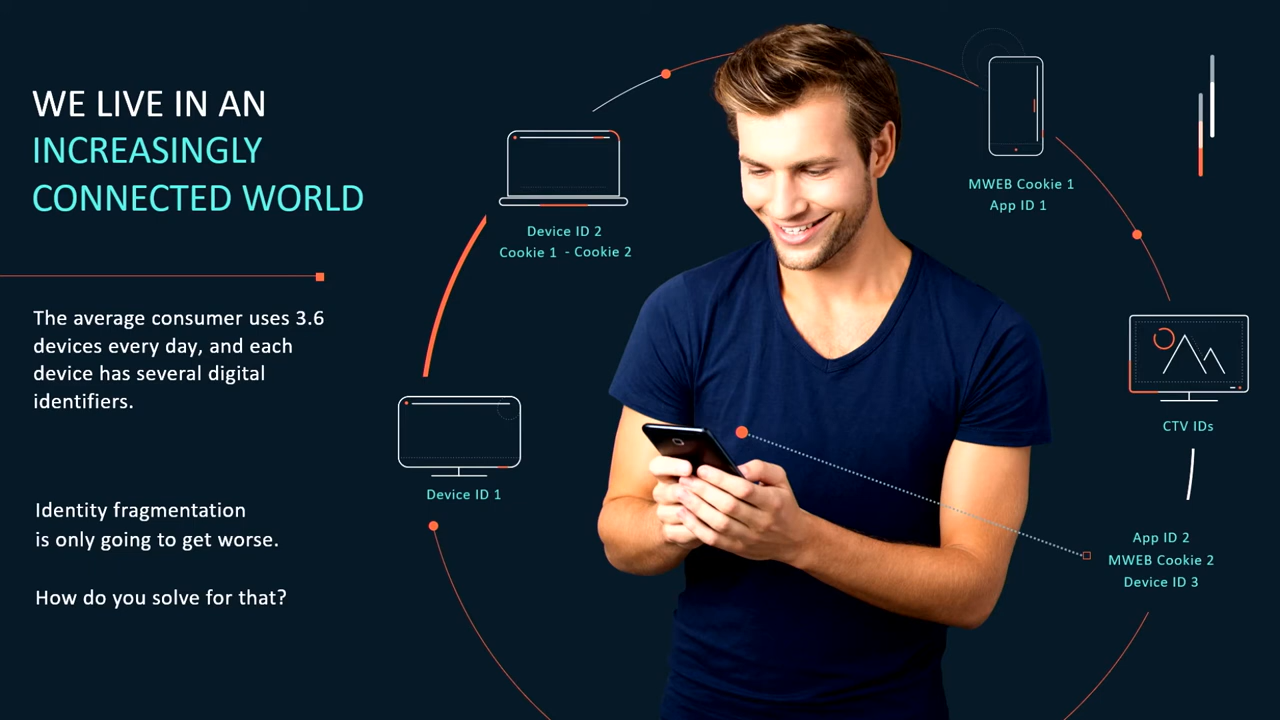 WE LIVE IN AN
INCREASINGLY
CONNECTED WORLD
The average consumer uses 3.6
devices every day, and each
device has several digital
identifiers.
Identity fragmentation
is only going to get worse.
How do you solve for that?
Device ID 2
Cookie 1 - Cookie 2
Device ID 1
MWEB Cookie 1
App ID 1
CTV IDs
App ID 2
MWEB Cookie 2
Device ID 3